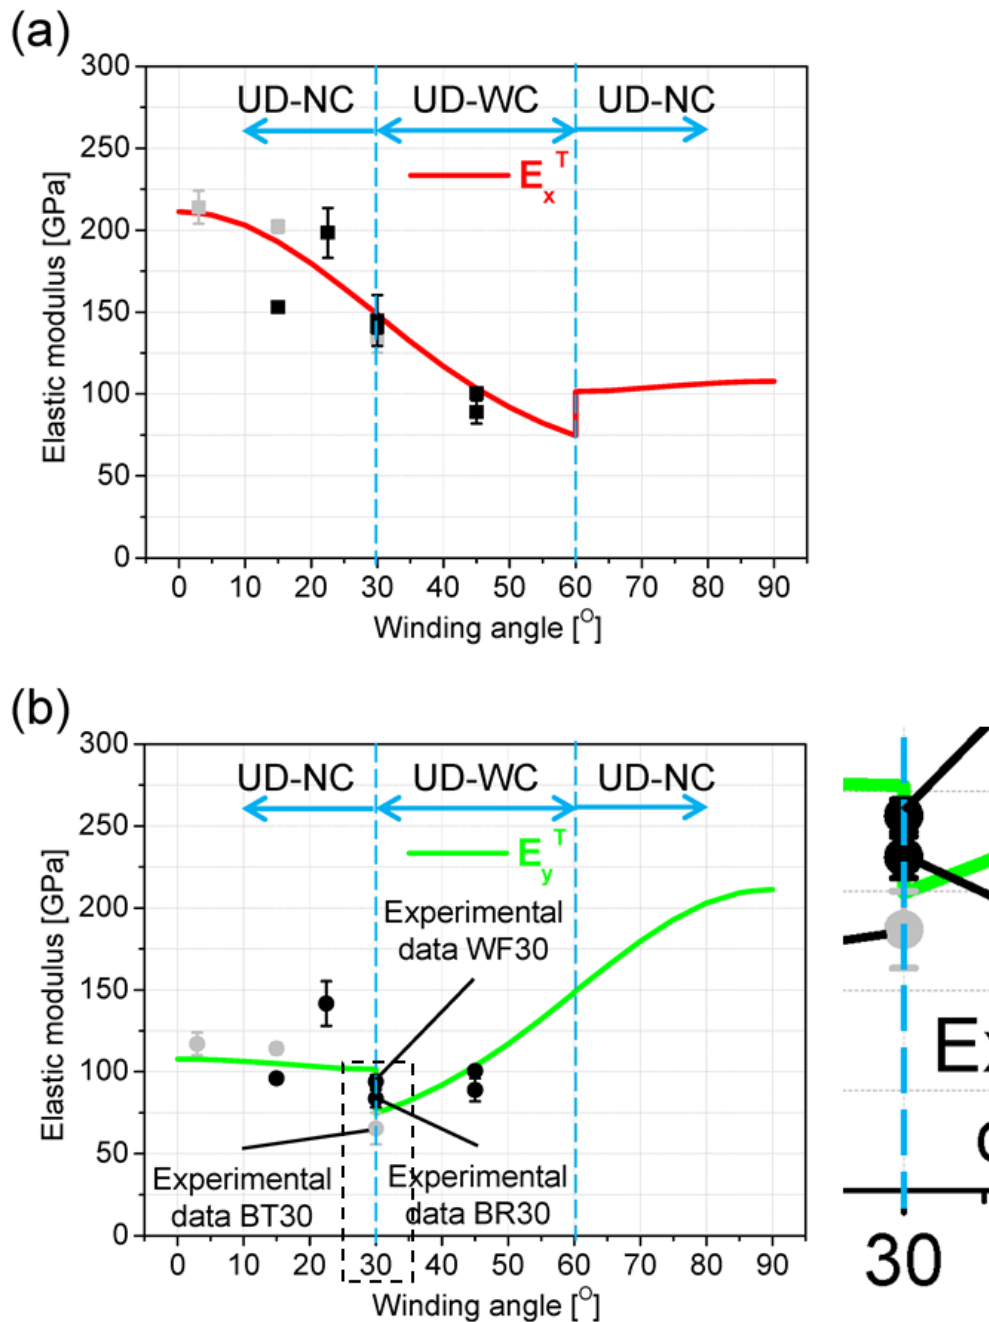 (a)
300
250
200
150
100
50
0
Elastic modulus [GPa]
UD-NC UD-WC UD-NC
E_x^T
0 10 20 30 40 50 60 70 80 90
Winding angle [°]
(b)
300
250
200
150
100
50
0
Elastic modulus [GPa]
UD-NC UD-WC UD-NC
E_y^T
Experimental
data WF30
Experimental
data BT30
Experimental
data BR30
0 10 20 30 40 50 60 70 80 90
Winding angle [°]
Ex
30